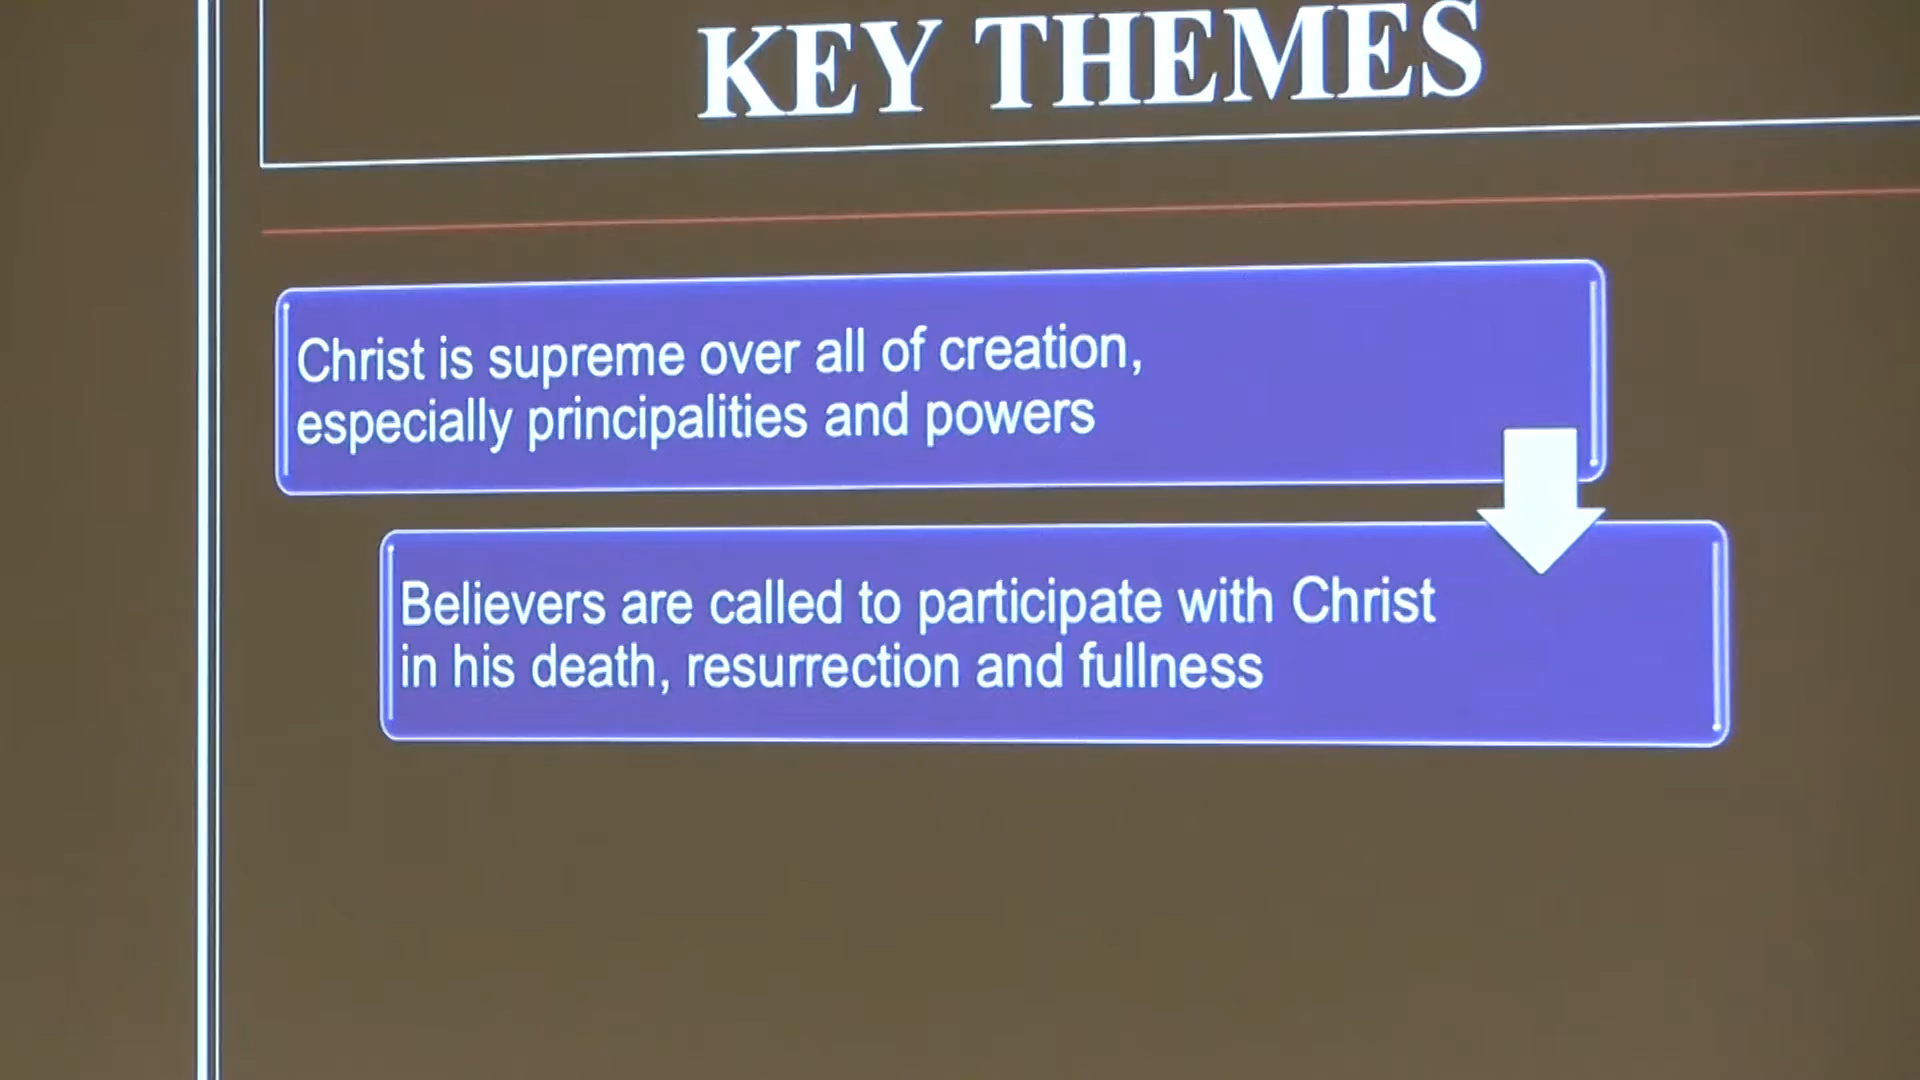 KEY THEMES
Christ is supreme over all of creation,
especially principalities and powers
Believers are called to participate with Christ
in his death, resurrection and fullness